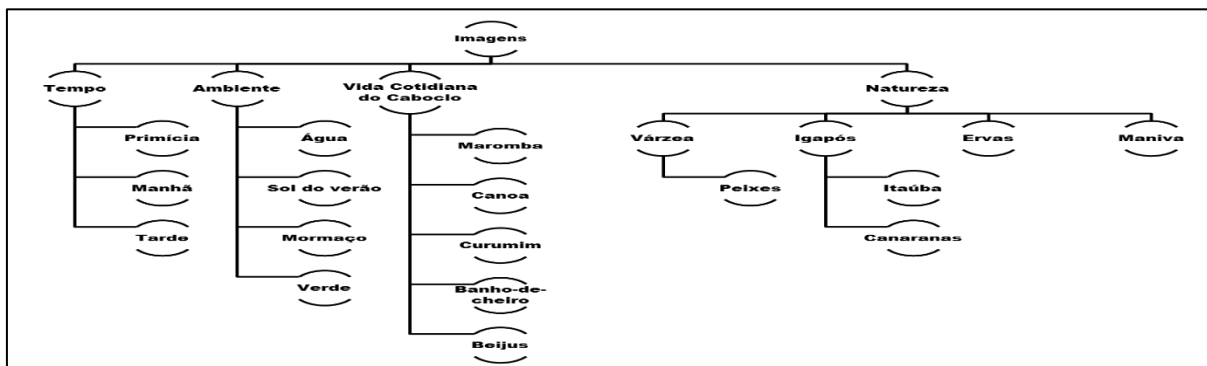 Imagens
Tempo
Ambiente
Vida Cotidiana
do Caboclo
Natureza
Primícia
Água
Maromba
Várzea
Igapós
Ervas
Maniva
Manhã
Sol do verão
Canoa
Peixes
Itaúba
Tarde
Mormaço
Curumim
Canaranas
Verde
Banho-de-
cheiro
Beijus